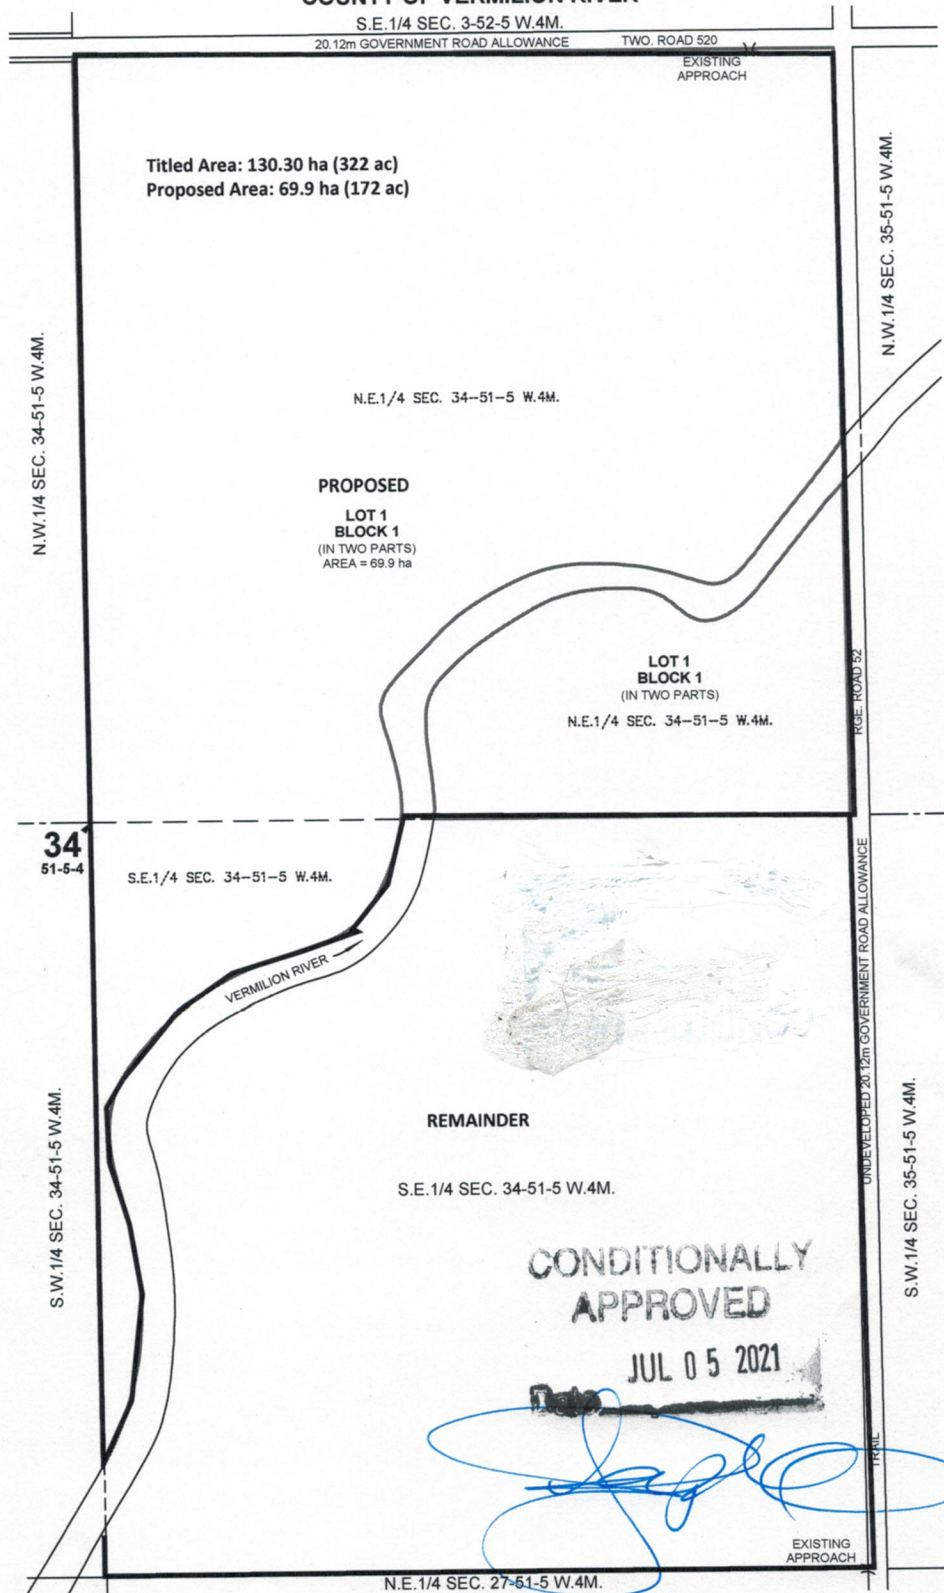 COUNTY OF VERMILION RIVER
S.E.1/4 SEC. 3-52-5 W.4M.
20.12m GOVERNMENT ROAD ALLOWANCE TWO. ROAD 520
EXISTING
APPROACH
Titled Area: 130.30 ha (322 ac)
Proposed Area: 69.9 ha (172 ac)
N.W.1/4 SEC. 35-51-5 W.4M.
N.W.1/4 SEC. 34-51-5 W.4M.
N.E.1/4 SEC. 34-51-5 W.4M.
PROPOSED
LOT 1
BLOCK 1
(IN TWO PARTS)
AREA = 69.9 ha
LOT 1
BLOCK 1
(IN TWO PARTS)
N.E.1/4 SEC. 34-51-5 W.4M.
RGE. ROAD 52
34
51-5-4
S.E.1/4 SEC. 34-51-5 W.4M.
VERMILION RIVER
UNDEVELOPED 20.12m GOVERNMENT ROAD ALLOWANCE
REMAINDER
S.E.1/4 SEC. 34-51-5 W.4M.
S.W.1/4 SEC. 34-51-5 W.4M.
S.W.1/4 SEC. 35-51-5 W.4M.
CONDITIONALLY
APPROVED
JUL 05 2021
Date
TRAIL
EXISTING
APPROACH
N.E.1/4 SEC. 27-51-5 W.4M.